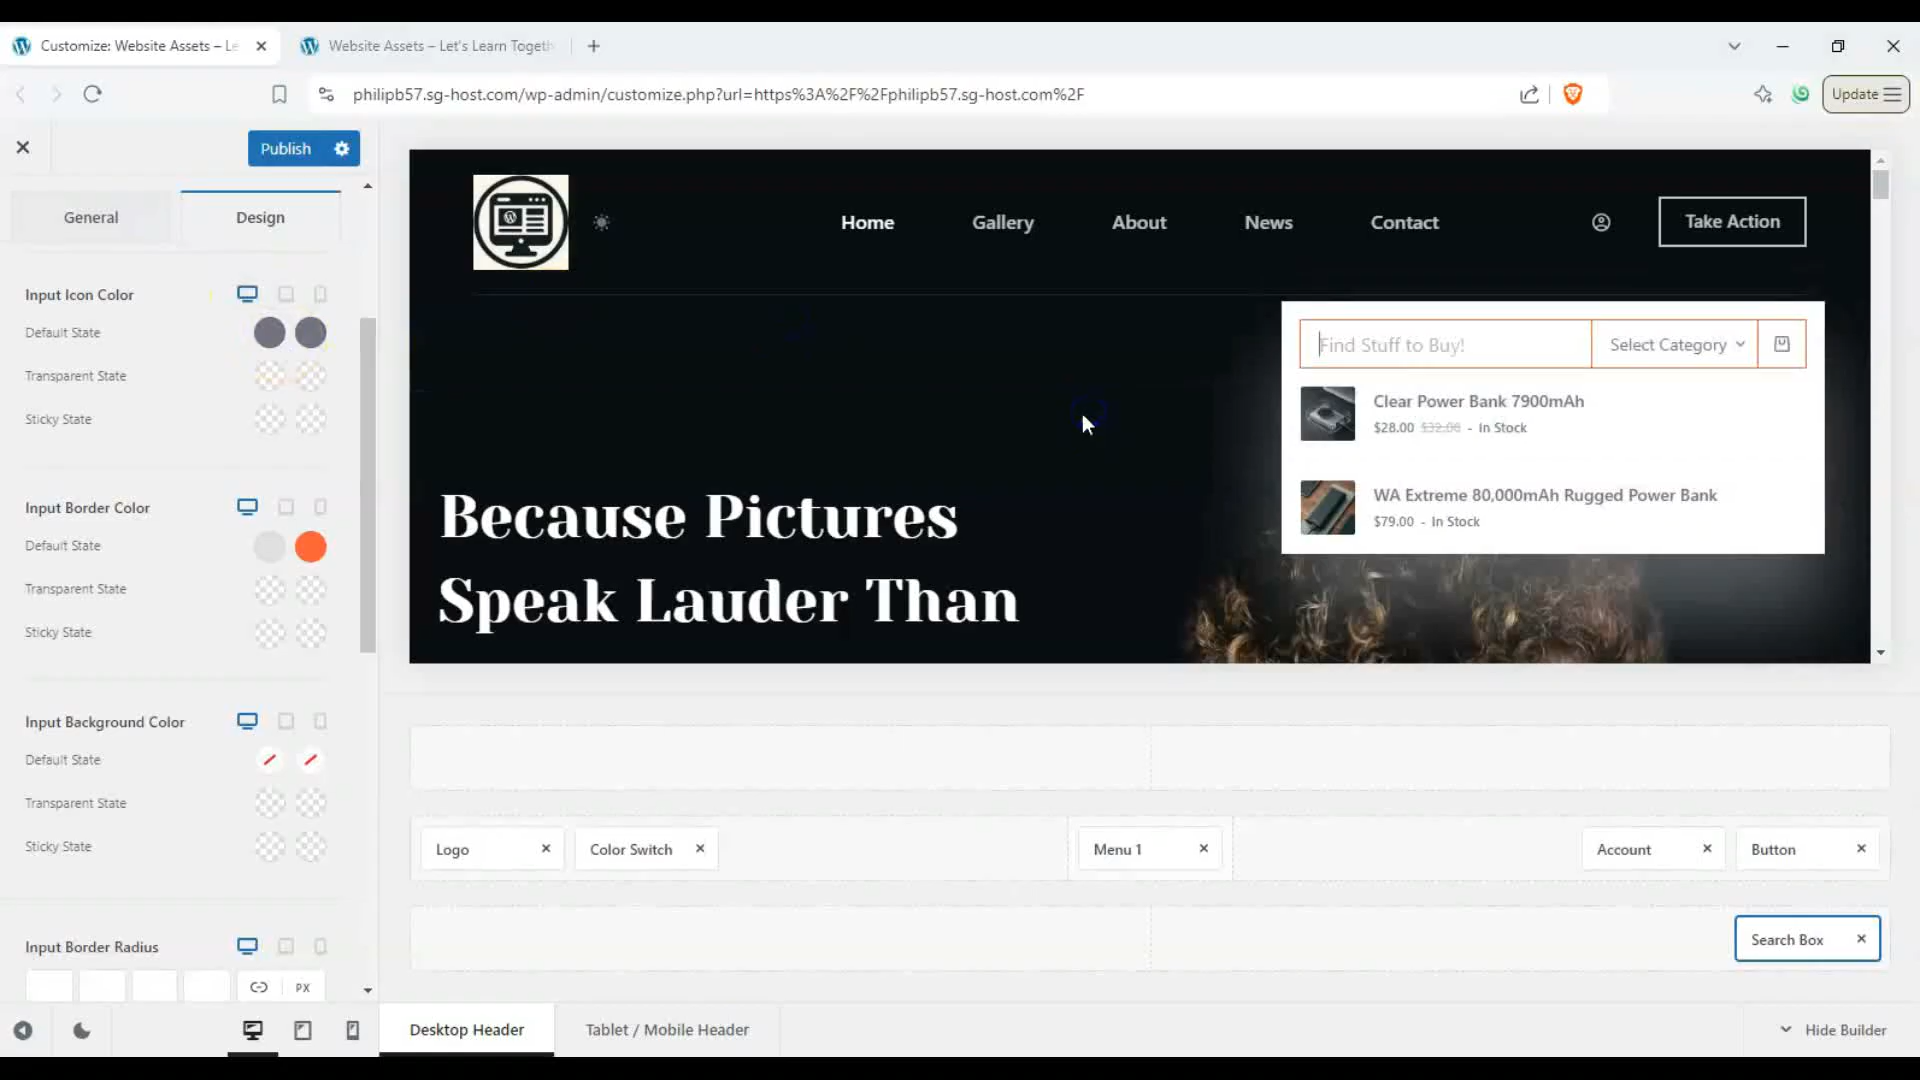 Customize: Website Assets – Le
Website Assets – Let's Learn Togeth
philipb57.sg-host.com/wp-admin/customize.php?url=https%3A%2F%2Fphilipb57.sg-host.com%2F
Update
Publish
General
Design
Input Icon Color
Default State
Transparent State
Sticky State
Input Border Color
Default State
Transparent State
Sticky State
Input Background Color
Default State
Transparent State
Sticky State
Input Border Radius
PX
Home
Gallery
About
News
Contact
Take Action
Find Stuff to Buy!
Select Category
Clear Power Bank 7900mAh
$28.00 $32.00 - In Stock
WA Extreme 80,000mAh Rugged Power Bank
$79.00 - In Stock
Because Pictures
Speak Lauder Than
Logo
Color Switch
Menu 1
Account
Button
Search Box
Desktop Header
Tablet / Mobile Header
Hide Builder